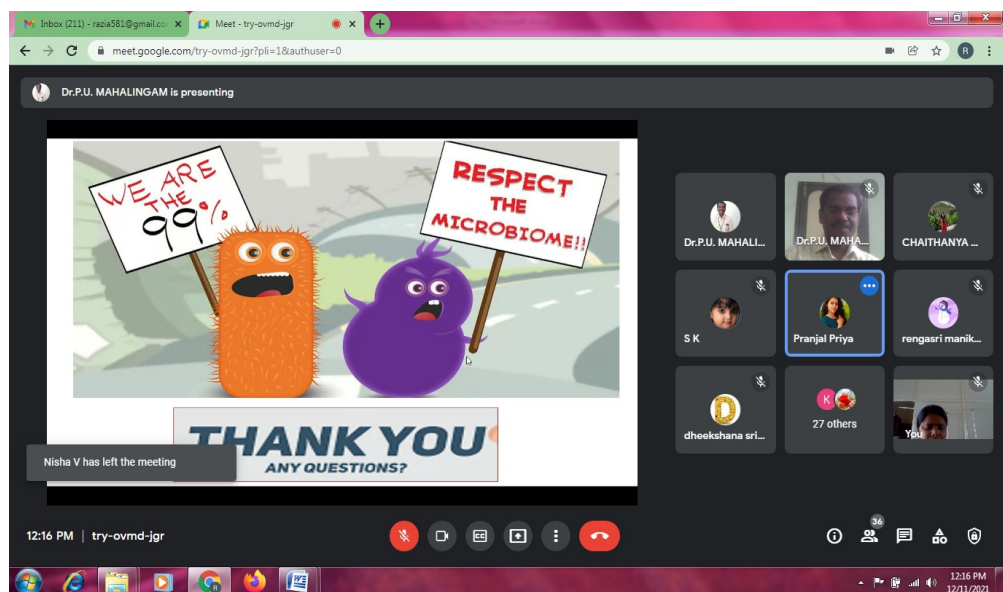 Inbox (211) - razia581@gmail.co
Meet - try-ovmd-jgr
meet.google.com/try-ovmd-jgr?pli=1&authuser=0
R
Dr.P.U. MAHALINGAM is presenting
WE ARE
THE
99%
RESPECT
THE
MICROBIOME!!
THANK YOU
ANY QUESTIONS?
Nisha V has left the meeting
Dr.P.U. MAHALI...
Dr.P.U. MAHA...
CHAITHANYA ...
S K
Pranjal Priya
rengasri manik...
D
dheekshana sri...
K
27 others
You
12:16 PM | try-ovmd-jgr
CC
36
12:16 PM
12/11/2021